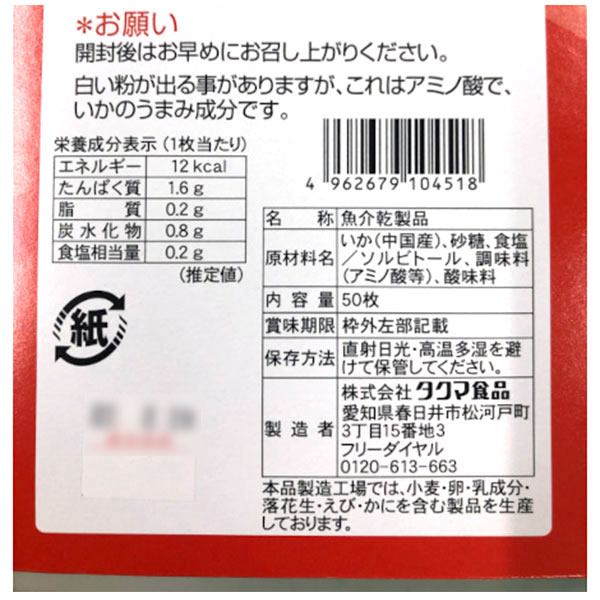 *お願い
開封後はお早めにお召し上がりください。
白い粉が出る事がありますが、これはアミノ酸で、
いかのうまみ成分です。
栄養成分表示(1枚当たり)
エネルギー 12kcal
たんぱく質 1.6g
脂質 0.2g
炭水化物 0.8g
食塩相当量 0.2g
(推定値)
紙
4 962679 104518
名称 魚介乾製品
原材料名 いか(中国産)、砂糖、食塩
/ソルビトール、調味料
(アミノ酸等)、酸味料
内容量 50枚
賞味期限 枠外左部記載
保存方法 直射日光・高温多湿を避
けて保管してください。
製造者 株式会社 タクマ食品
愛知県春日井市松河戸町
3丁目15番地3
フリーダイヤル
0120-613-663
本品製造工場では、小麦・卵・乳成分・
落花生・えび・かにを含む製品を生産
しております。